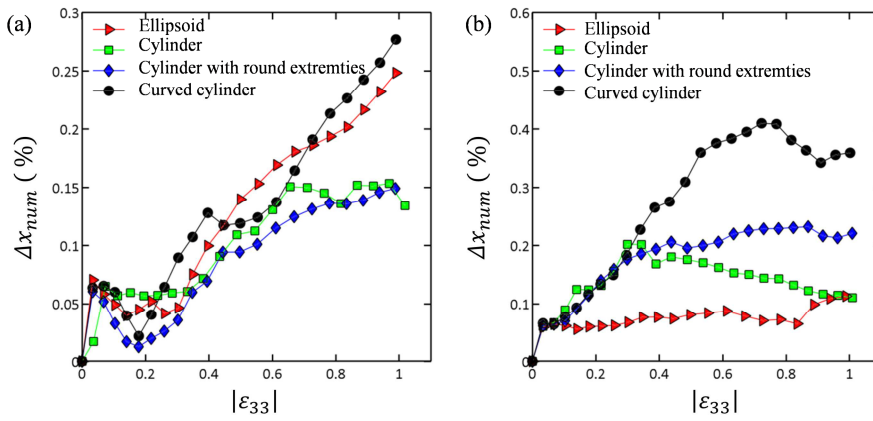 (a)
0.3
0.25
0.2
0.15
0.1
0.05
0
Δx_num ( %)
Ellipsoid
Cylinder
Cylinder with round extremties
Curved cylinder
0 0.2 0.4 0.6 0.8 1
|ε33|
(b)
0.6
0.5
0.4
0.3
0.2
0.1
0
Δx_num ( %)
Ellipsoid
Cylinder
Cylinder with round extremties
Curved cylinder
0 0.2 0.4 0.6 0.8 1
|ε33|